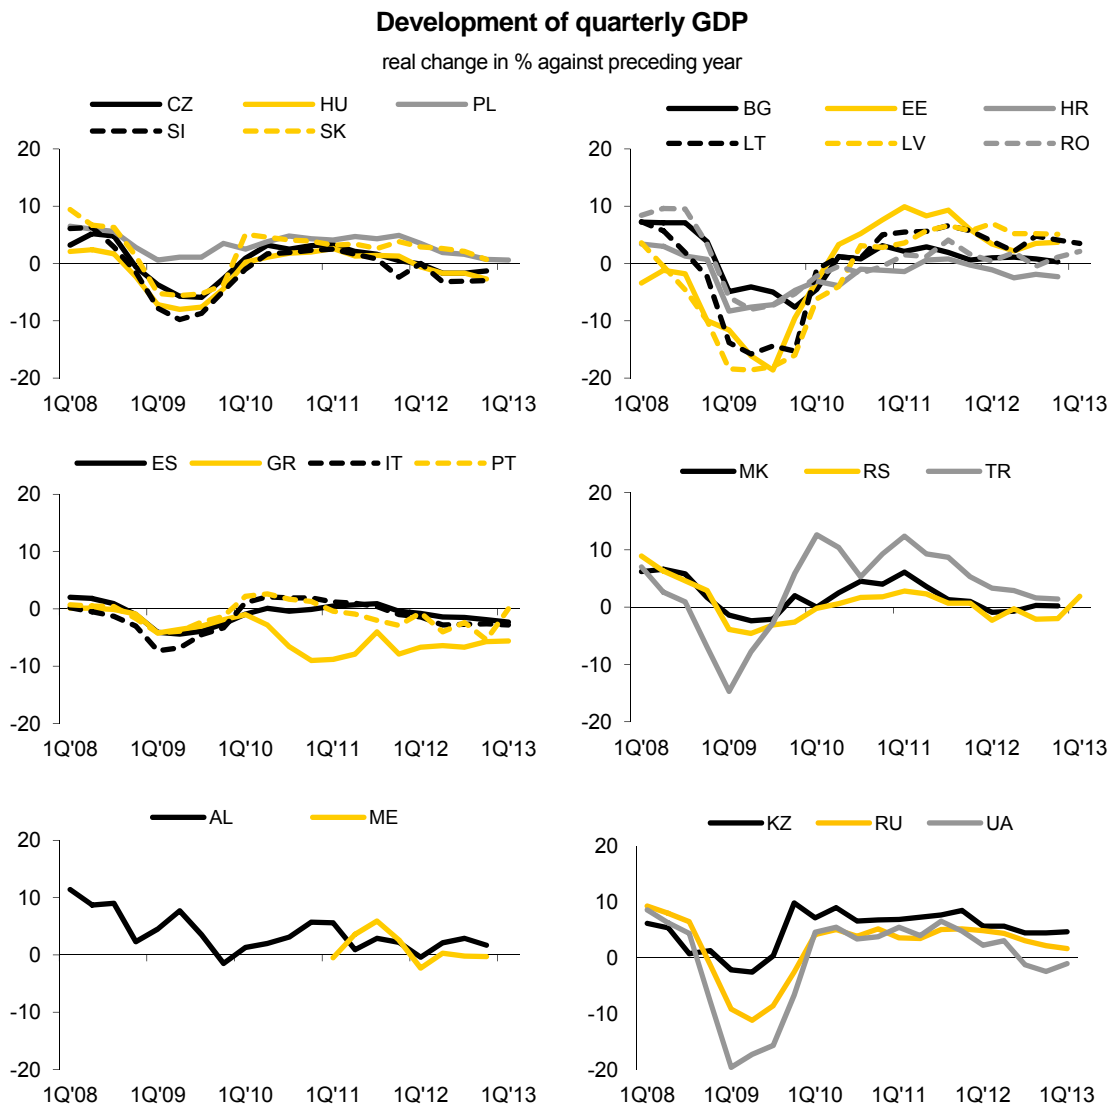 Development of quarterly GDP
real change in % against preceding year
CZ HU PL
SI SK
20
10
0
-10
-20
1Q'08 1Q'09 1Q'10 1Q'11 1Q'12 1Q'13
BG EE HR
LT LV RO
20
10
0
-10
-20
1Q'08 1Q'09 1Q'10 1Q'11 1Q'12 1Q'13
ES GR IT PT
20
10
0
-10
-20
1Q'08 1Q'09 1Q'10 1Q'11 1Q'12 1Q'13
MK RS TR
20
10
0
-10
-20
1Q'08 1Q'09 1Q'10 1Q'11 1Q'12 1Q'13
AL ME
20
10
0
-10
-20
1Q'08 1Q'09 1Q'10 1Q'11 1Q'12 1Q'13
KZ RU UA
20
10
0
-10
-20
1Q'08 1Q'09 1Q'10 1Q'11 1Q'12 1Q'13